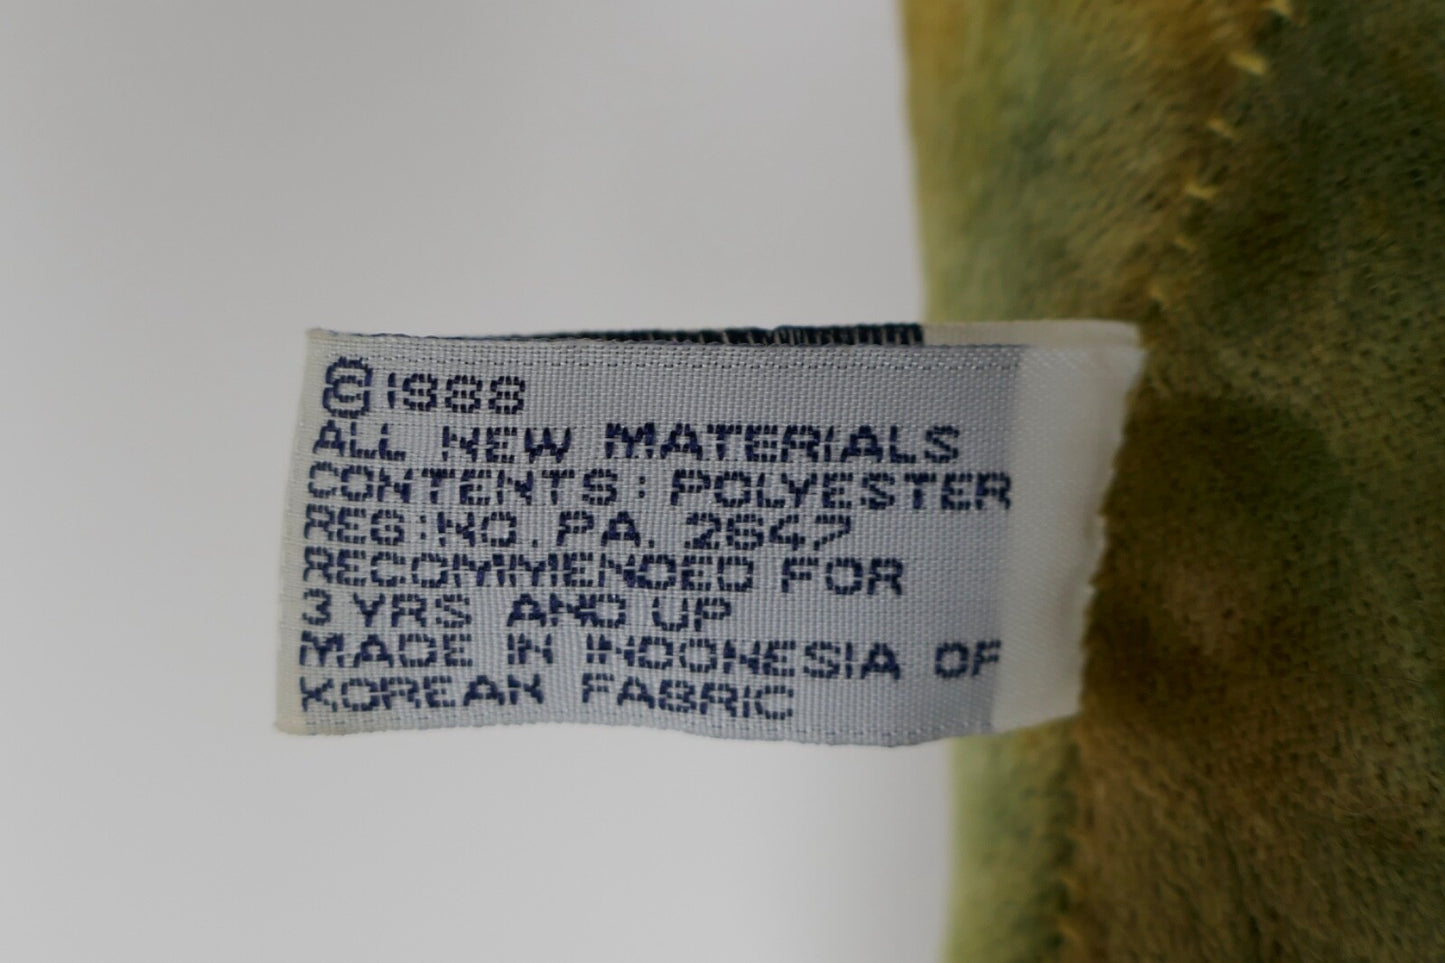 ©1988
ALL NEW MATERIALS
CONTENTS: POLYESTER
REG:NO. PA. 2647
RECOMMENDED FOR
3 YRS AND UP
MADE IN INDONESIA OF
KOREAN FABRIC